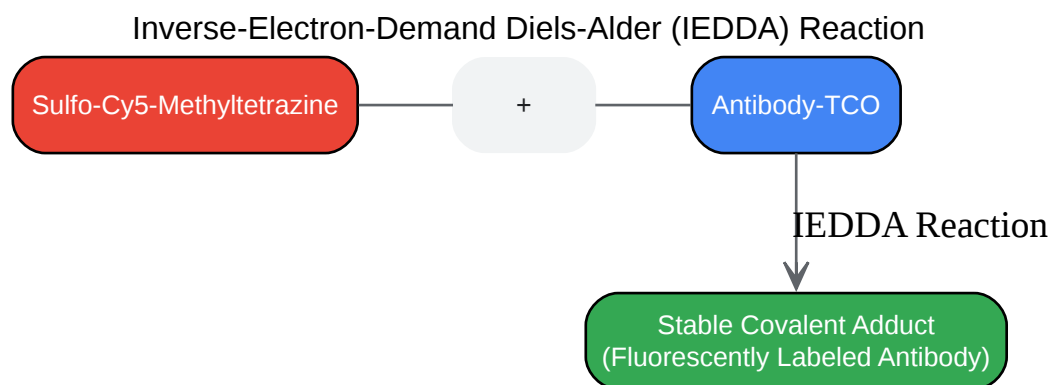 Inverse-Electron-Demand Diels-Alder (IEDDA) Reaction
Sulfo-Cy5-Methyltetrazine
+
Antibody-TCO
IEDDA Reaction
Stable Covalent Adduct
(Fluorescently Labeled Antibody)